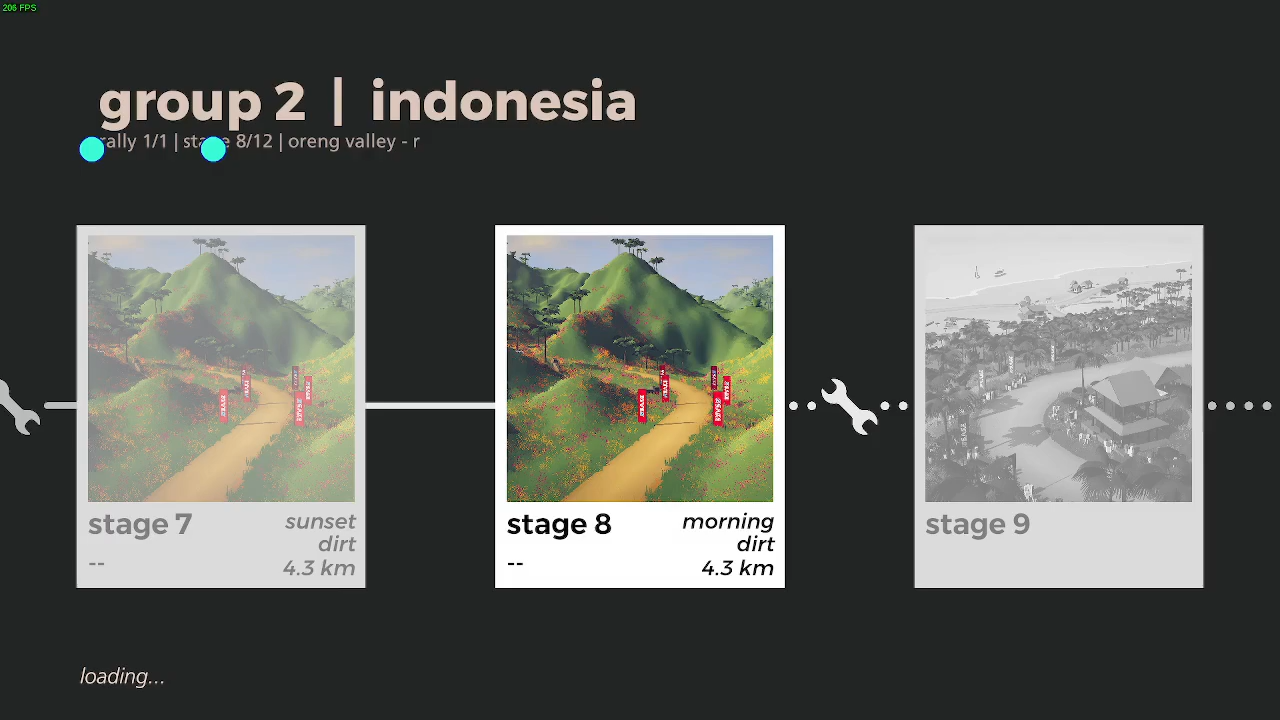 206 FPS
group 2 | indonesia
rally 1/1 | stage 8/12 | oreng valley - r
stage 7
sunset
dirt
--
4.3 km
stage 8
morning
dirt
--
4.3 km
stage 9
loading...